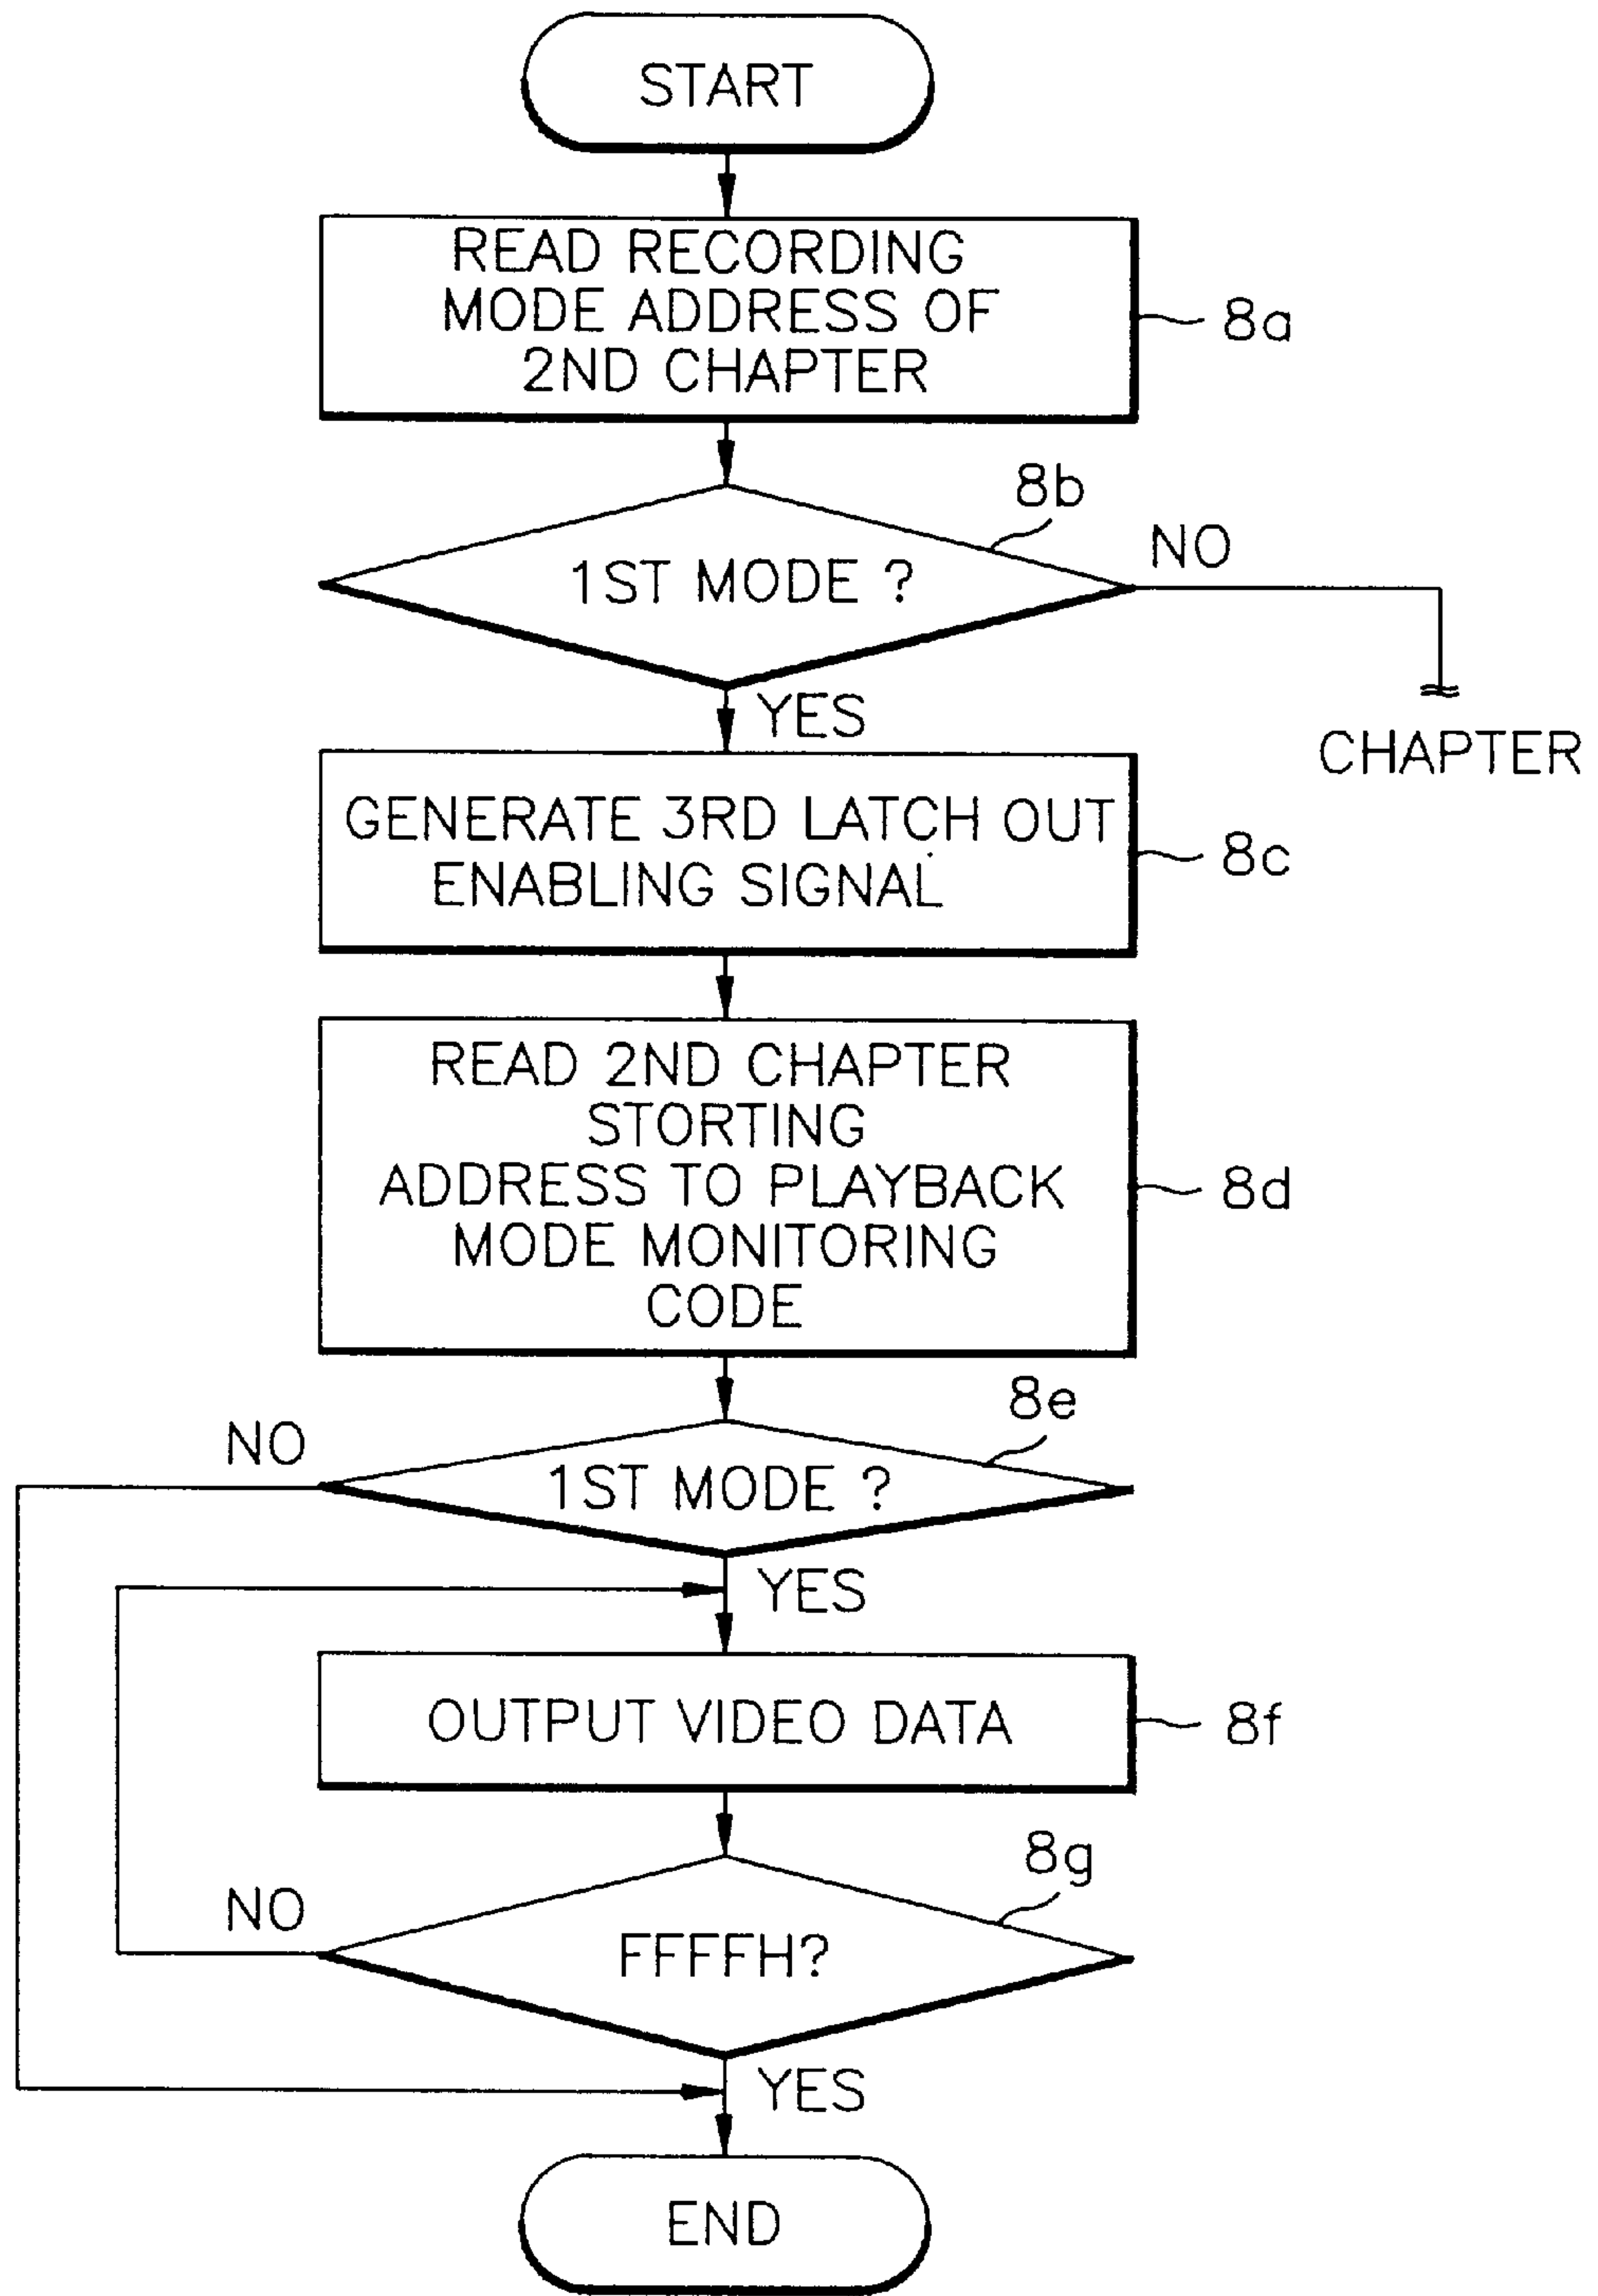 START
READ RECORDING
MODE ADDRESS OF
2ND CHAPTER
8a
8b
1ST MODE ?
NO
YES
CHAPTER
GENERATE 3RD LATCH OUT
ENABLING SIGNAL
8c
READ 2ND CHAPTER
STORTING
ADDRESS TO PLAYBACK
MODE MONITORING
CODE
8d
8e
NO
1ST MODE ?
YES
OUTPUT VIDEO DATA
8f
8g
NO
FFFFH?
YES
END